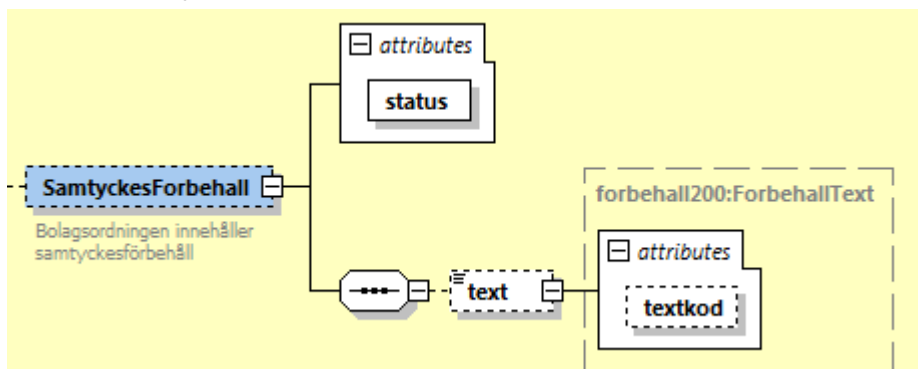 attributes
status
SamtyckesForbehall
Bolagsordningen innehåller
samtyckesförbehåll
forbehall200:ForbehallText
attributes
text
textkod